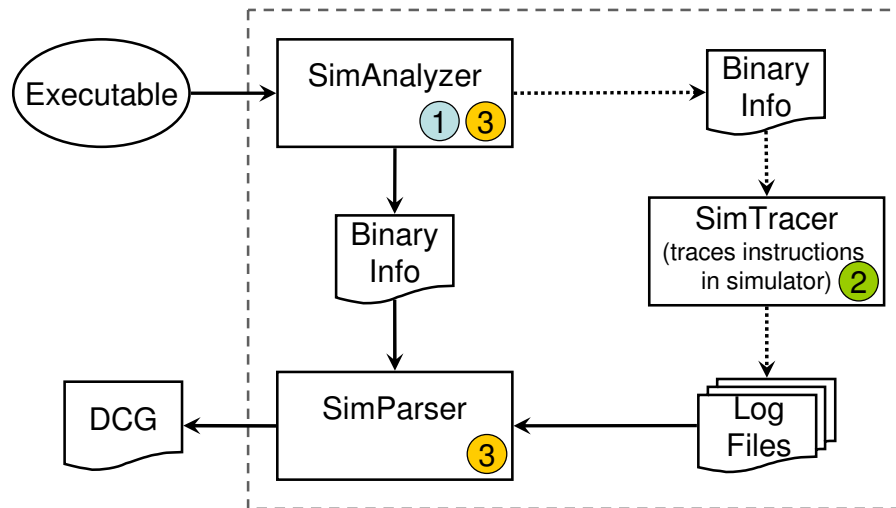 Executable
SimAnalyzer
1 3
Binary
Info
Binary
Info
SimTracer
(traces instructions
in simulator) 2
DCG
SimParser
3
Log
Files